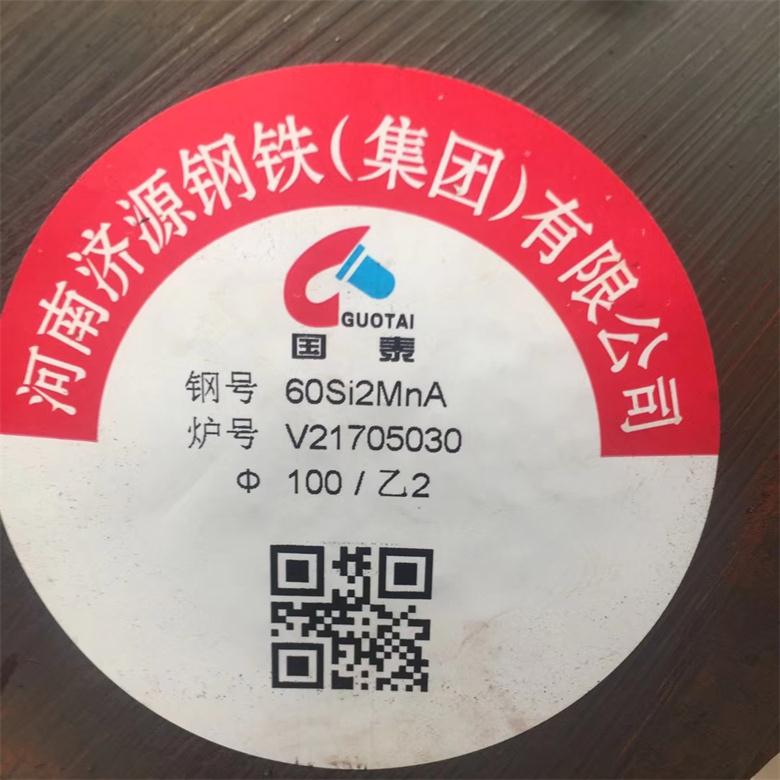 河南济源钢铁(集团)有限公司
GUOTAI
国泰
钢号 60Si2MnA
炉号 V21705030
Φ 100 / 乙2